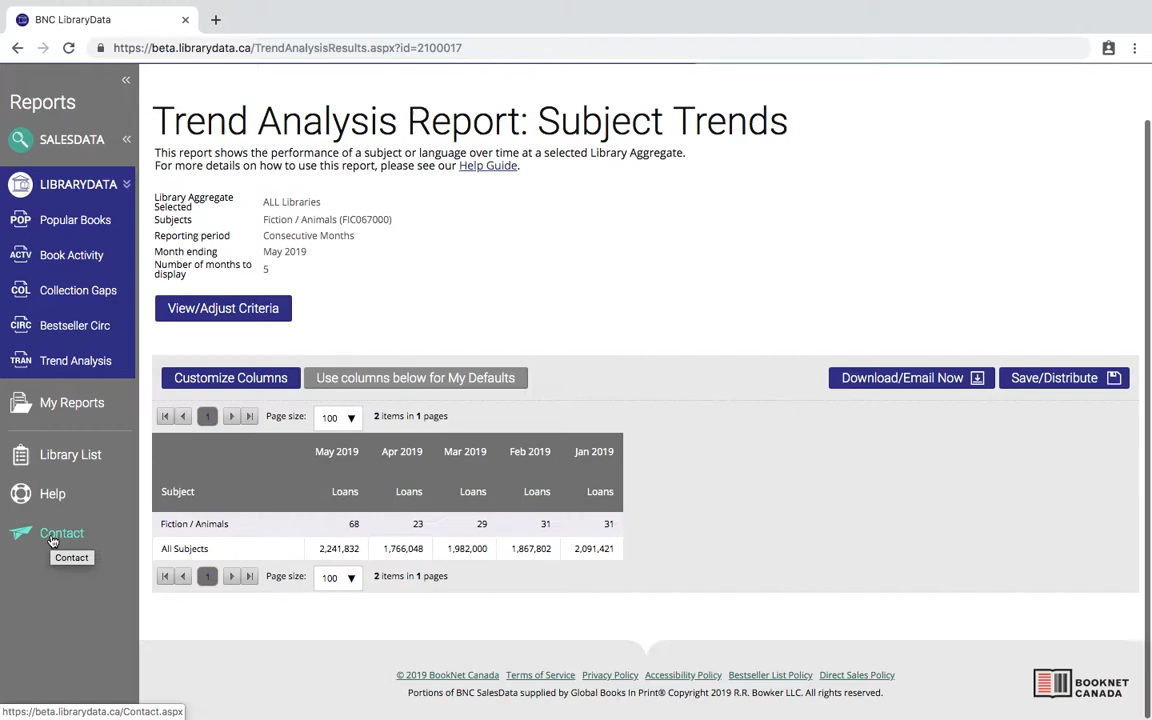 BNC LibraryData
https://beta.librarydata.ca/TrendAnalysisResults.aspx?id=2100017
Reports
SALESDATA
LIBRARYDATA
POP Popular Books
ACTV Book Activity
COL Collection Gaps
CIRC Bestseller Circ
TRAN Trend Analysis
My Reports
Library List
Help
Contact
Contact
https://beta.librarydata.ca/Contact.aspx
Trend Analysis Report: Subject Trends
This report shows the performance of a subject or language over time at a selected Library Aggregate.
For more details on how to use this report, please see our Help Guide.
Library Aggregate
Selected ALL Libraries
Subjects Fiction / Animals (FIC067000)
Reporting period Consecutive Months
Month ending May 2019
Number of months to
display 5
View/Adjust Criteria
Customize Columns Use columns below for My Defaults Download/Email Now Save/Distribute
1 Page size: 100 2 items in 1 pages
May 2019 Apr 2019 Mar 2019 Feb 2019 Jan 2019
Subject Loans Loans Loans Loans Loans
Fiction / Animals 68 23 29 31 31
All Subjects 2,241,832 1,766,048 1,982,000 1,867,802 2,091,421
1 Page size: 100 2 items in 1 pages
© 2019 BookNet Canada Terms of Service Privacy Policy Accessibility Policy Bestseller List Policy Direct Sales Policy
Portions of BNC SalesData supplied by Global Books In Print® Copyright 2019 R.R. Bowker LLC. All rights reserved.
BOOKNET
CANADA